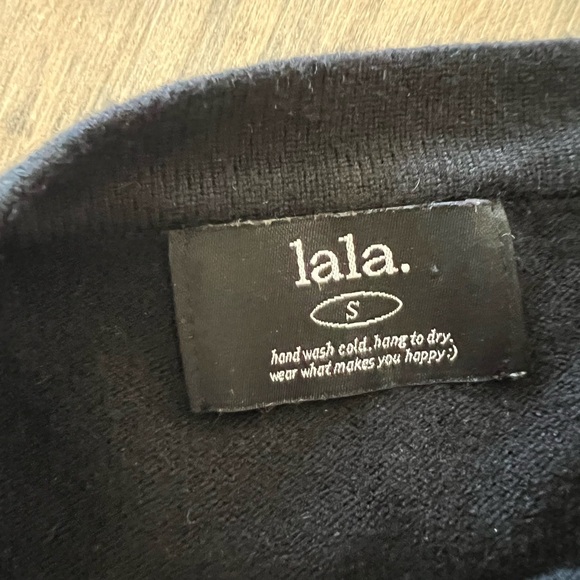 lala.
S
hand wash cold. hang to dry.
wear what makes you happy :)